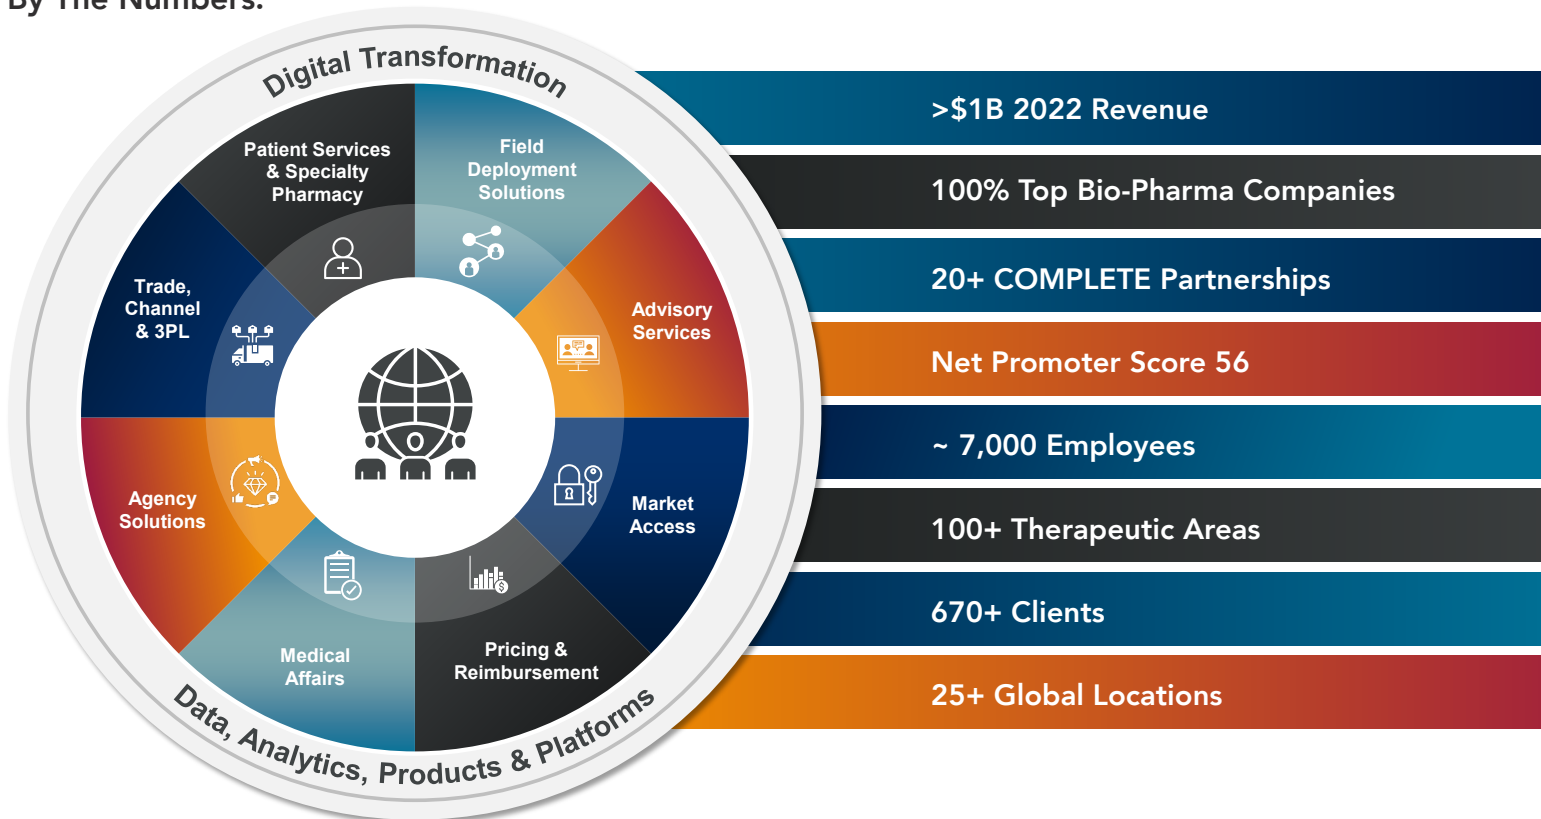 By The Numbers:
Digital Transformation
Patient Services
& Specialty
Pharmacy
Field
Deployment
Solutions
Advisory
Services
Market
Access
Pricing &
Reimbursement
Medical
Affairs
Agency
Solutions
Trade,
Channel
& 3PL
$
Data, Analytics, Products & Platforms
>$1B 2022 Revenue
100% Top Bio-Pharma Companies
20+ COMPLETE Partnerships
Net Promoter Score 56
~ 7,000 Employees
100+ Therapeutic Areas
670+ Clients
25+ Global Locations